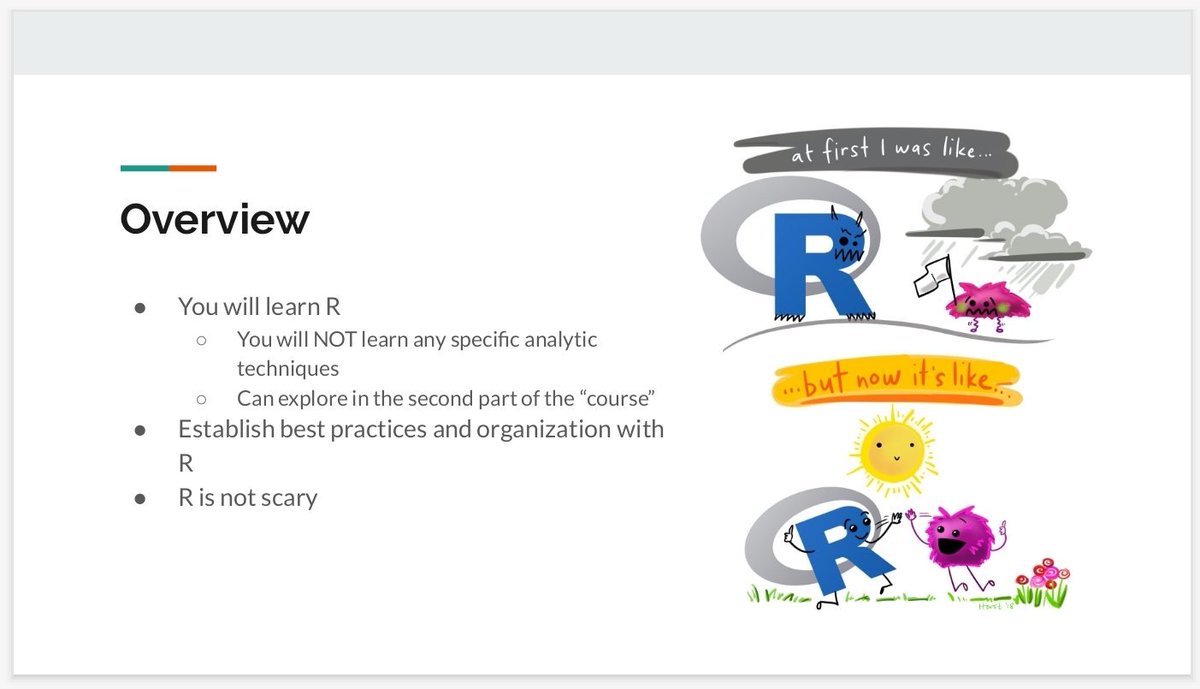 Overview
● You will learn R
○ You will NOT learn any specific analytic
techniques
○ Can explore in the second part of the “course”
● Establish best practices and organization with
R
● R is not scary
at first I was like...
R
...but now it's like...
R
Horst '18